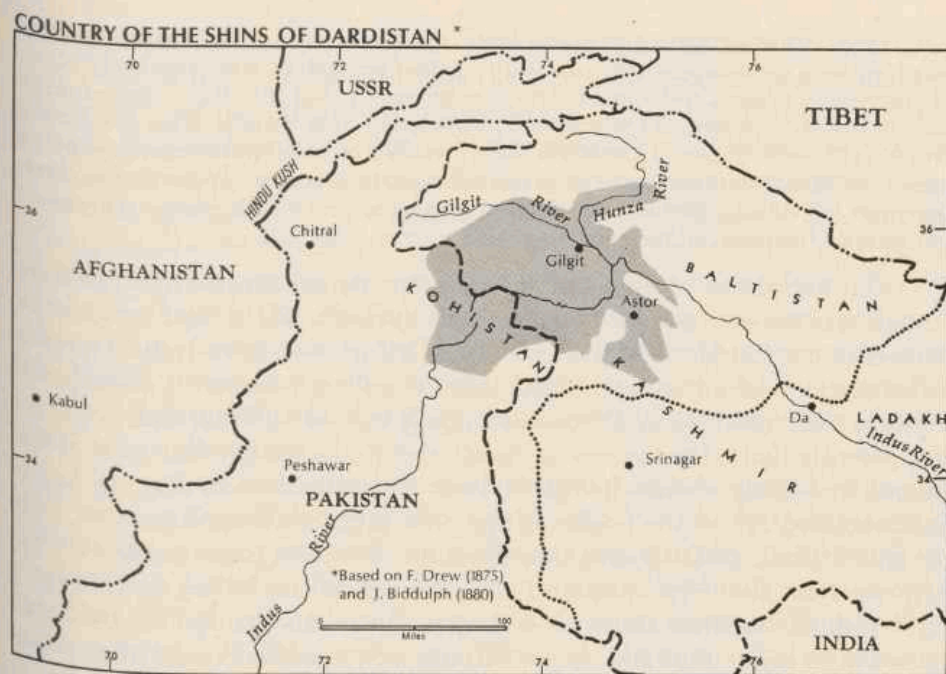 COUNTRY OF THE SHINS OF DARDISTAN *
70
72
74
76
USSR
TIBET
HINDU KUSH
36
Gilgit River
Hunza River
36
Chitral
Gilgit
AFGHANISTAN
BALTISTAN
KOHISTAN
Astor
KASHMIR
Kabul
Da
LADAKH
Indus River
34
Srinagar
34
Peshawar
PAKISTAN
Indus River
*Based on F. Drew (1875)
and J. Biddulph (1880)
0
100
Miles
INDIA
70
72
74
76